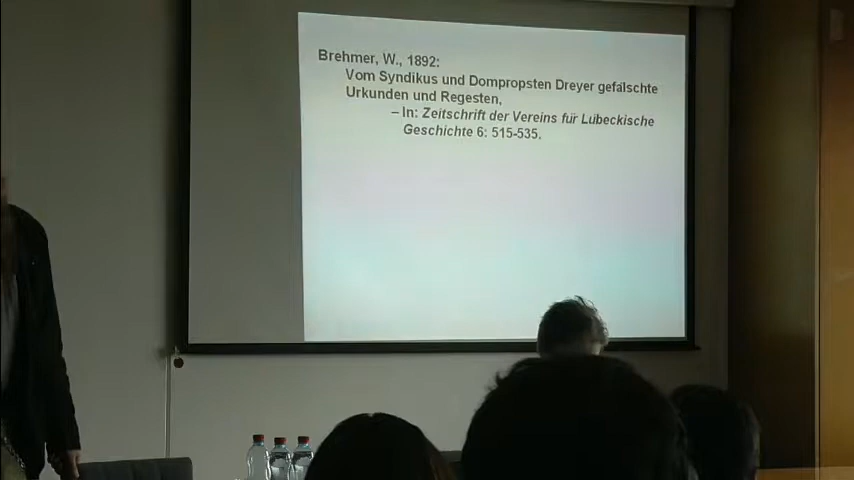 Brehmer, W., 1892:
Vom Syndikus und Dompropsten Dreyer gefälschte
Urkunden und Regesten,
– In: Zeitschrift der Vereins für Lübeckische
Geschichte 6: 515-535.